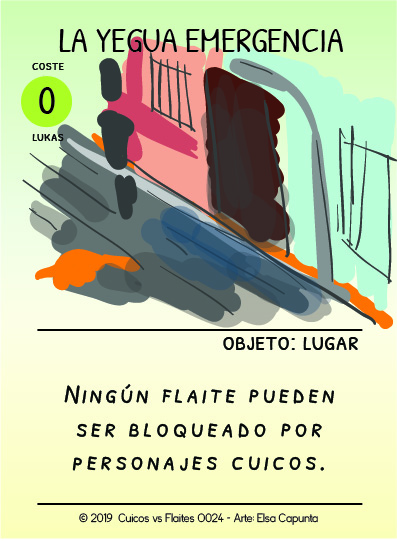 LA YEGUA EMERGENCIA
COSTE
0
LUKAS
OBJETO: LUGAR
NINGÚN FLAITE PUEDEN
SER BLOQUEADO POR
PERSONAJES CUICOS.
© 2019 Cuicos vs Flaites 0024 - Arte: Elsa Capunta